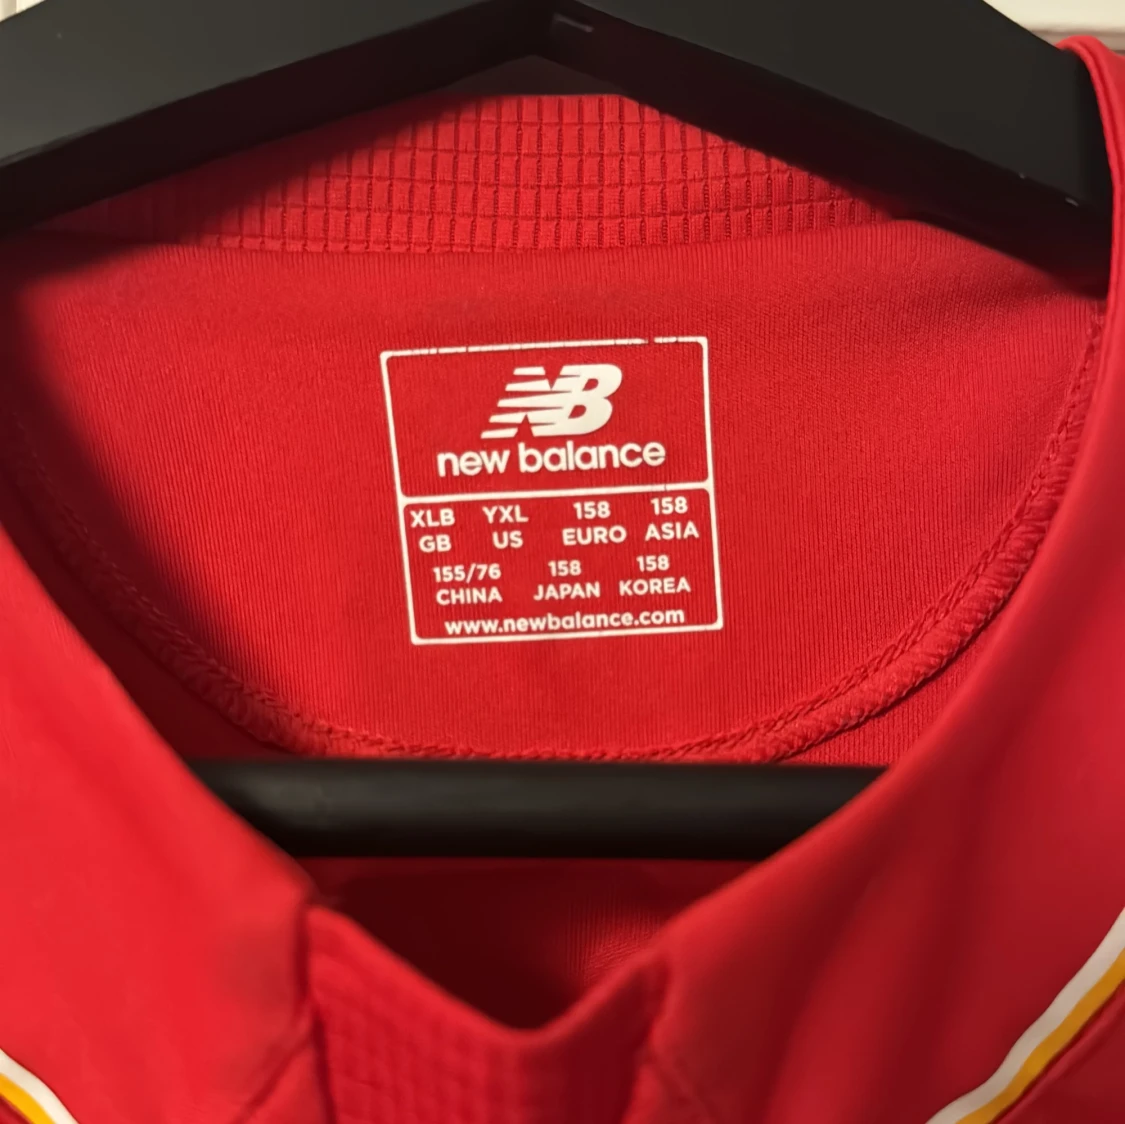 NB
new balance
XLB YXL 158 158
GB US EURO ASIA
155/76 158 158
CHINA JAPAN KOREA
www.newbalance.com